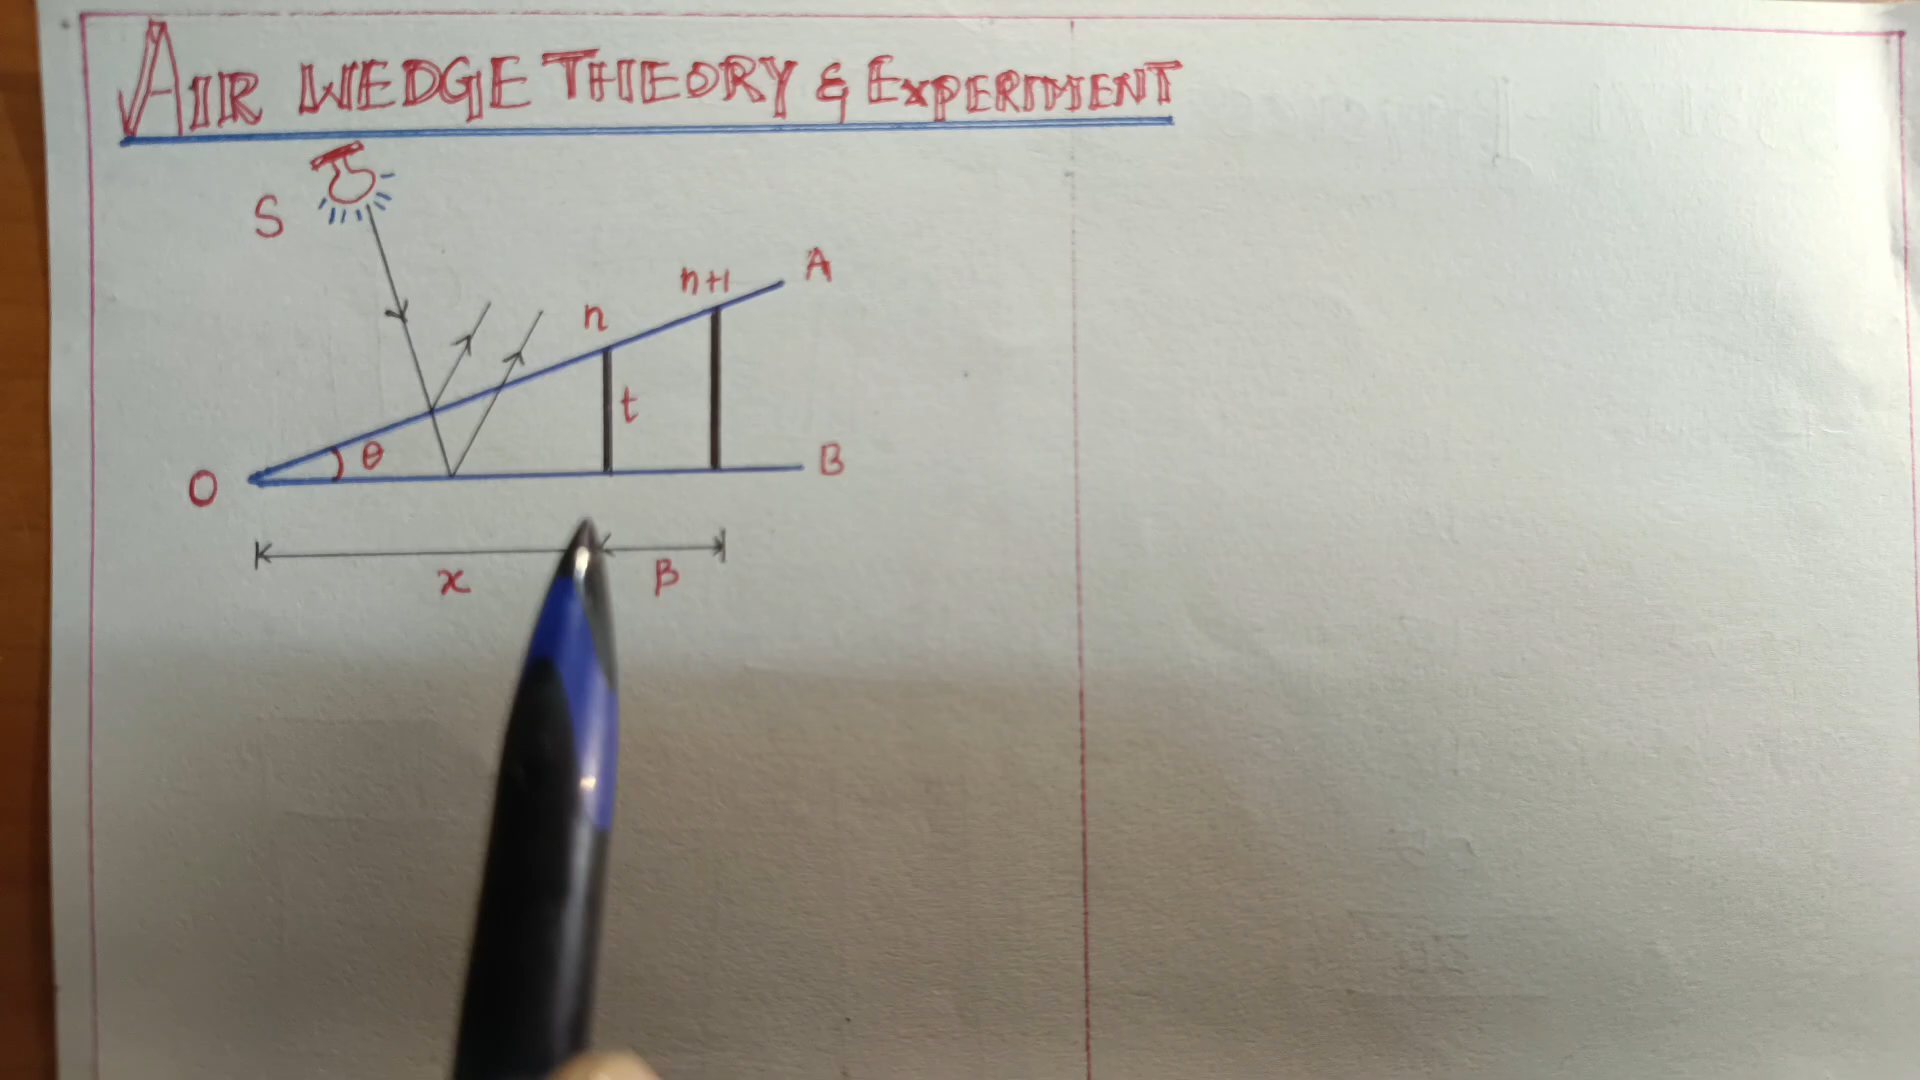 AIR WEDGE THEORY & EXPERIMENT
S
A
n+1
n
t
θ
B
O
x
β